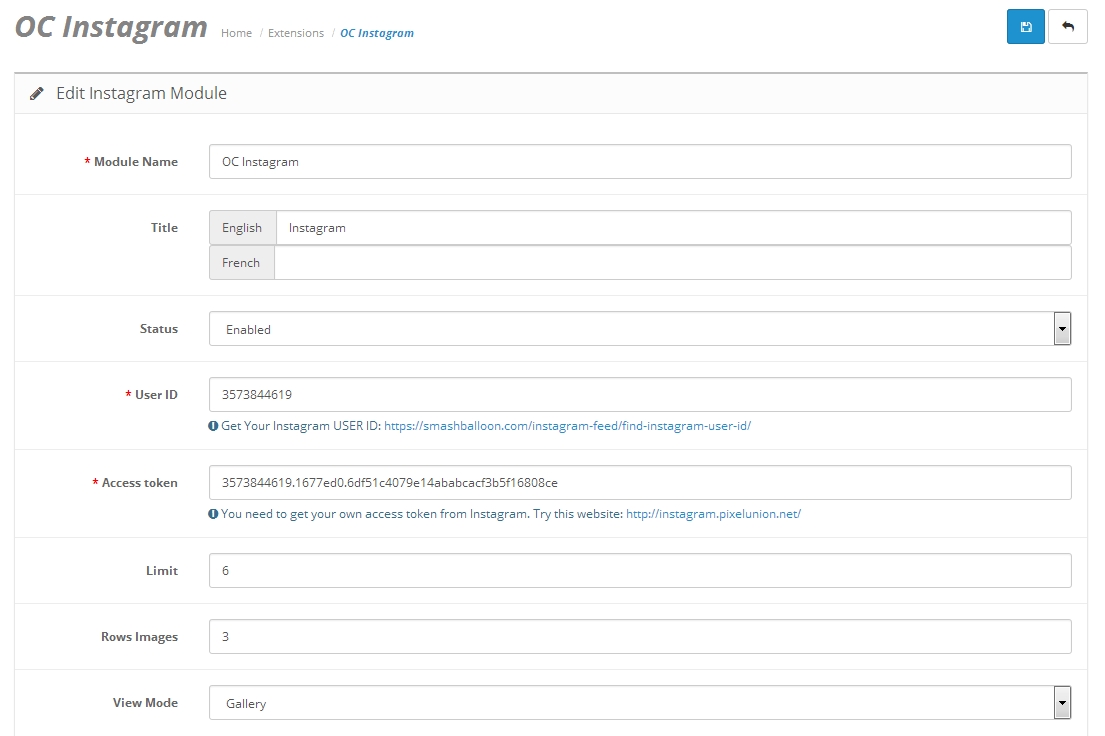 OC Instagram Home / Extensions / OC Instagram
Edit Instagram Module
* Module Name OC Instagram
Title English Instagram
French
Status Enabled
* User ID 3573844619
Get Your Instagram USER ID: https://smashballoon.com/instagram-feed/find-instagram-user-id/
* Access token 3573844619.1677ed0.6df51c4079e14ababcacf3b5f16808ce
You need to get your own access token from Instagram. Try this website: http://instagram.pixelunion.net/
Limit 6
Rows Images 3
View Mode Gallery